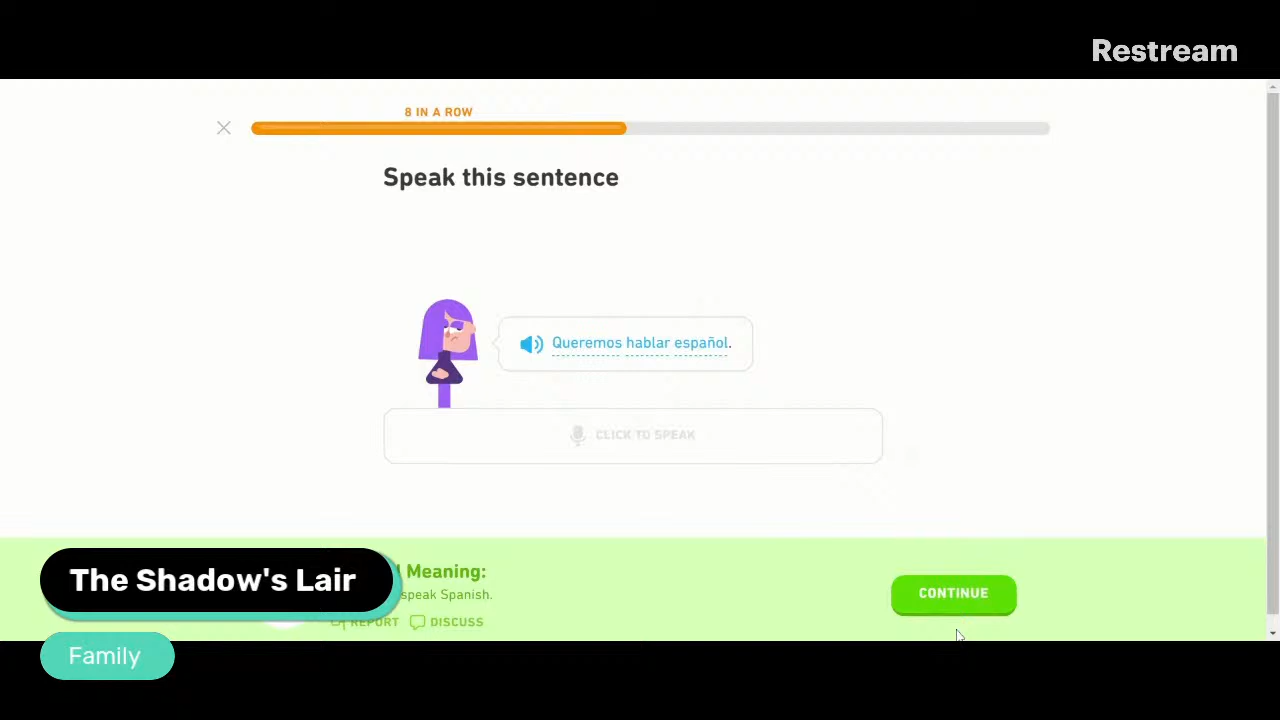 Restream
8 IN A ROW
Speak this sentence
Queremos hablar español.
CLICK TO SPEAK
Meaning:
speak Spanish.
CONTINUE
REPORT DISCUSS
The Shadow's Lair
Family